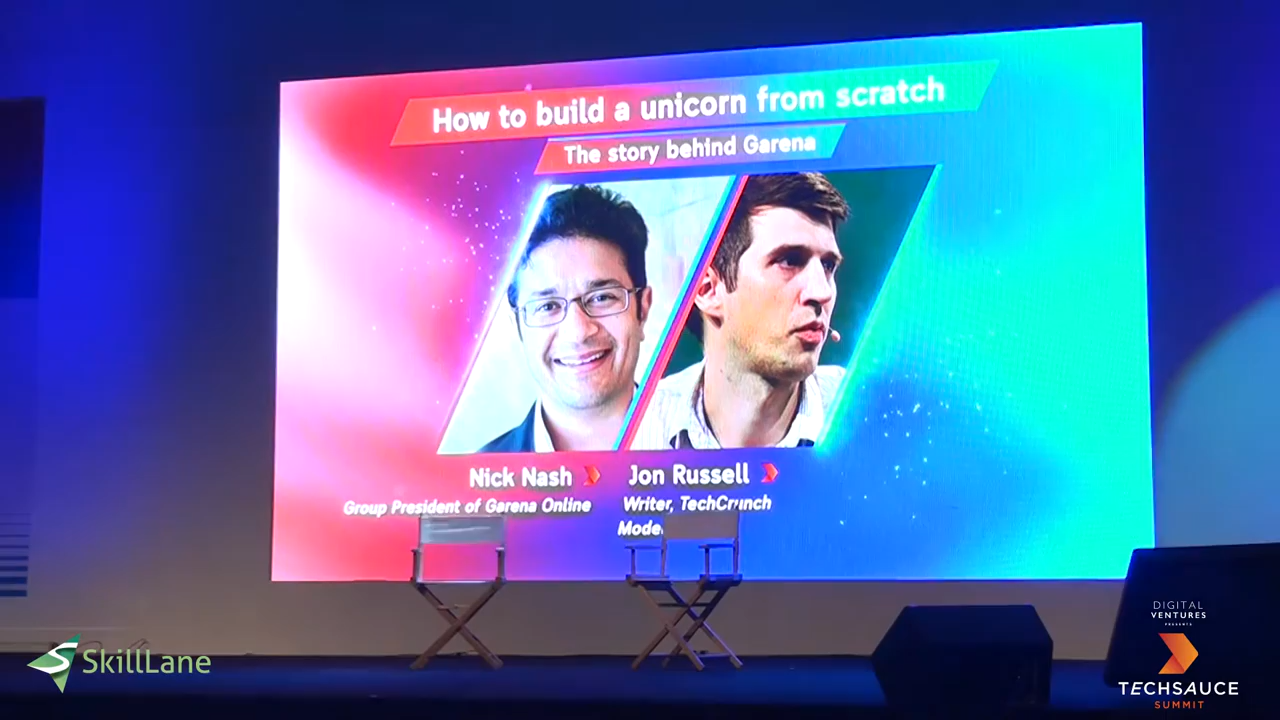 How to build a unicorn from scratch
The story behind Garena
Nick Nash
Group President of Garena Online
Jon Russell
Writer, TechCrunch
SkillLane
DIGITAL
VENTURES
PRESENTS
TECHSAUCE
SUMMIT